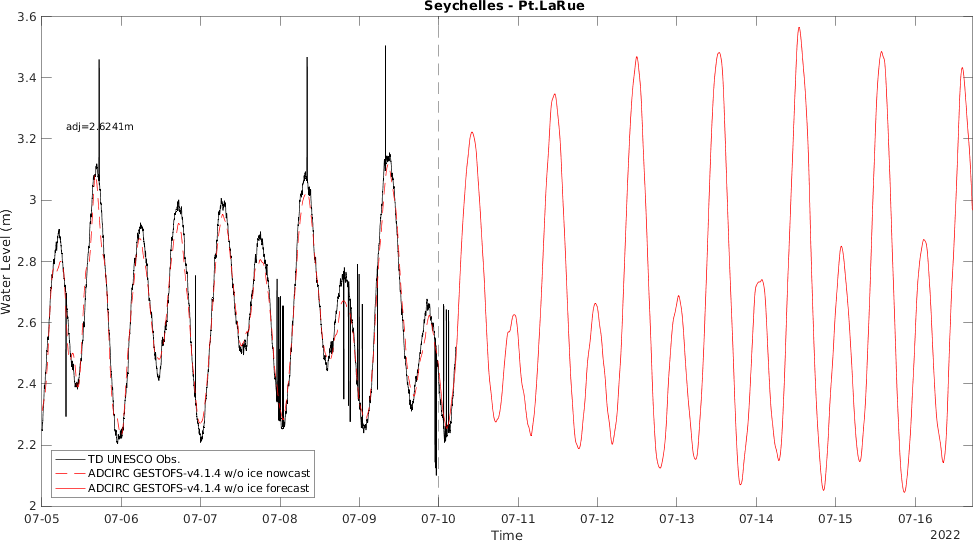 Seychelles - Pt.LaRue
Water Level (m)
3.6
3.4
3.2
3
2.8
2.6
2.4
2.2
2
adj=2.6241m
TD UNESCO Obs.
ADCIRC GESTOFS-v4.1.4 w/o ice nowcast
ADCIRC GESTOFS-v4.1.4 w/o ice forecast
07-05 07-06 07-07 07-08 07-09 07-10 07-11 07-12 07-13 07-14 07-15 07-16
Time
2022